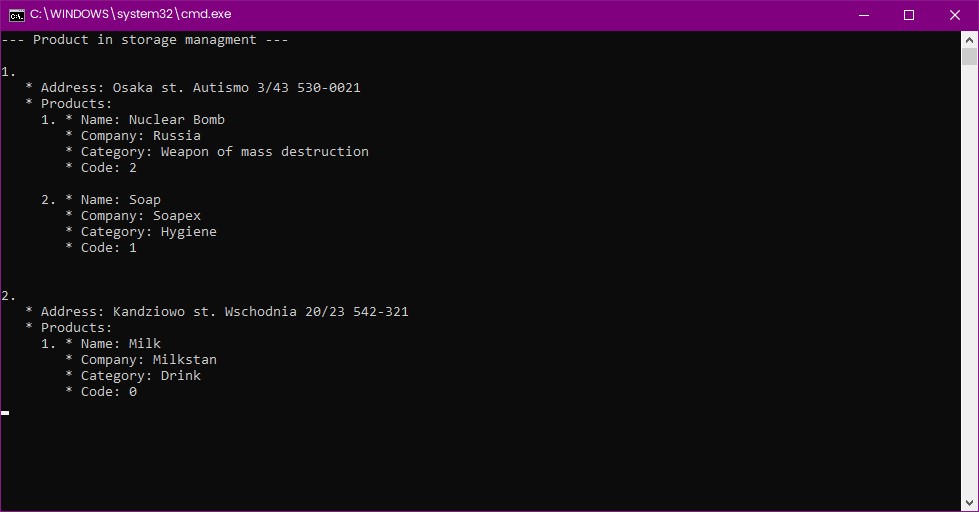 C:\WINDOWS\system32\cmd.exe
--- Product in storage managment ---
1.
* Address: Osaka st. Autismo 3/43 530-0021
* Products:
1. * Name: Nuclear Bomb
* Company: Russia
* Category: Weapon of mass destruction
* Code: 2
2. * Name: Soap
* Company: Soapex
* Category: Hygiene
* Code: 1
2.
* Address: Kandziowo st. Wschodnia 20/23 542-321
* Products:
1. * Name: Milk
* Company: Milkstan
* Category: Drink
* Code: 0